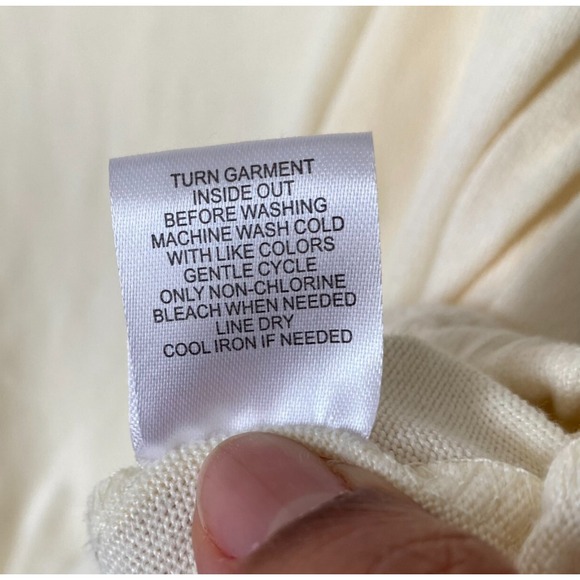 TURN GARMENT
INSIDE OUT
BEFORE WASHING
MACHINE WASH COLD
WITH LIKE COLORS
GENTLE CYCLE
ONLY NON-CHLORINE
BLEACH WHEN NEEDED
LINE DRY
COOL IRON IF NEEDED